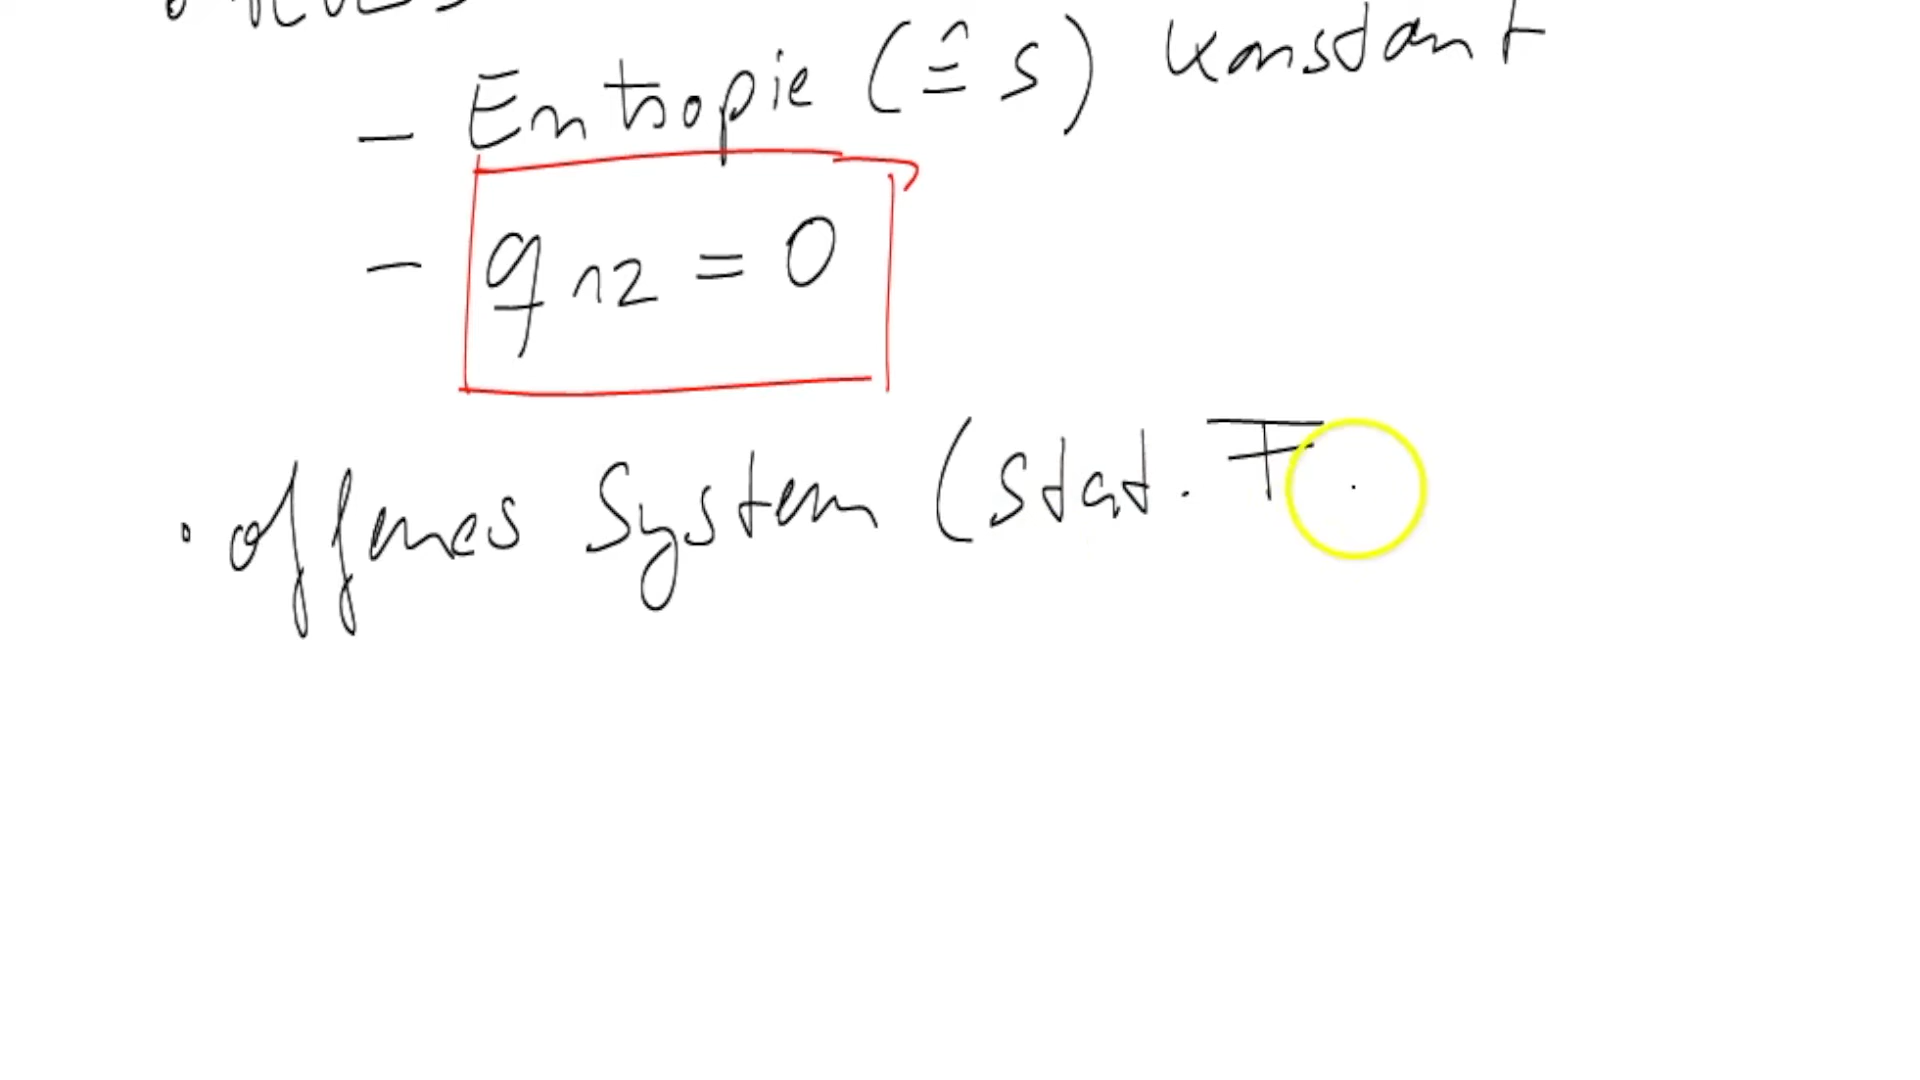 - Entropie (≙ s) konstant
- q12 = 0
· offenes System (stat. F